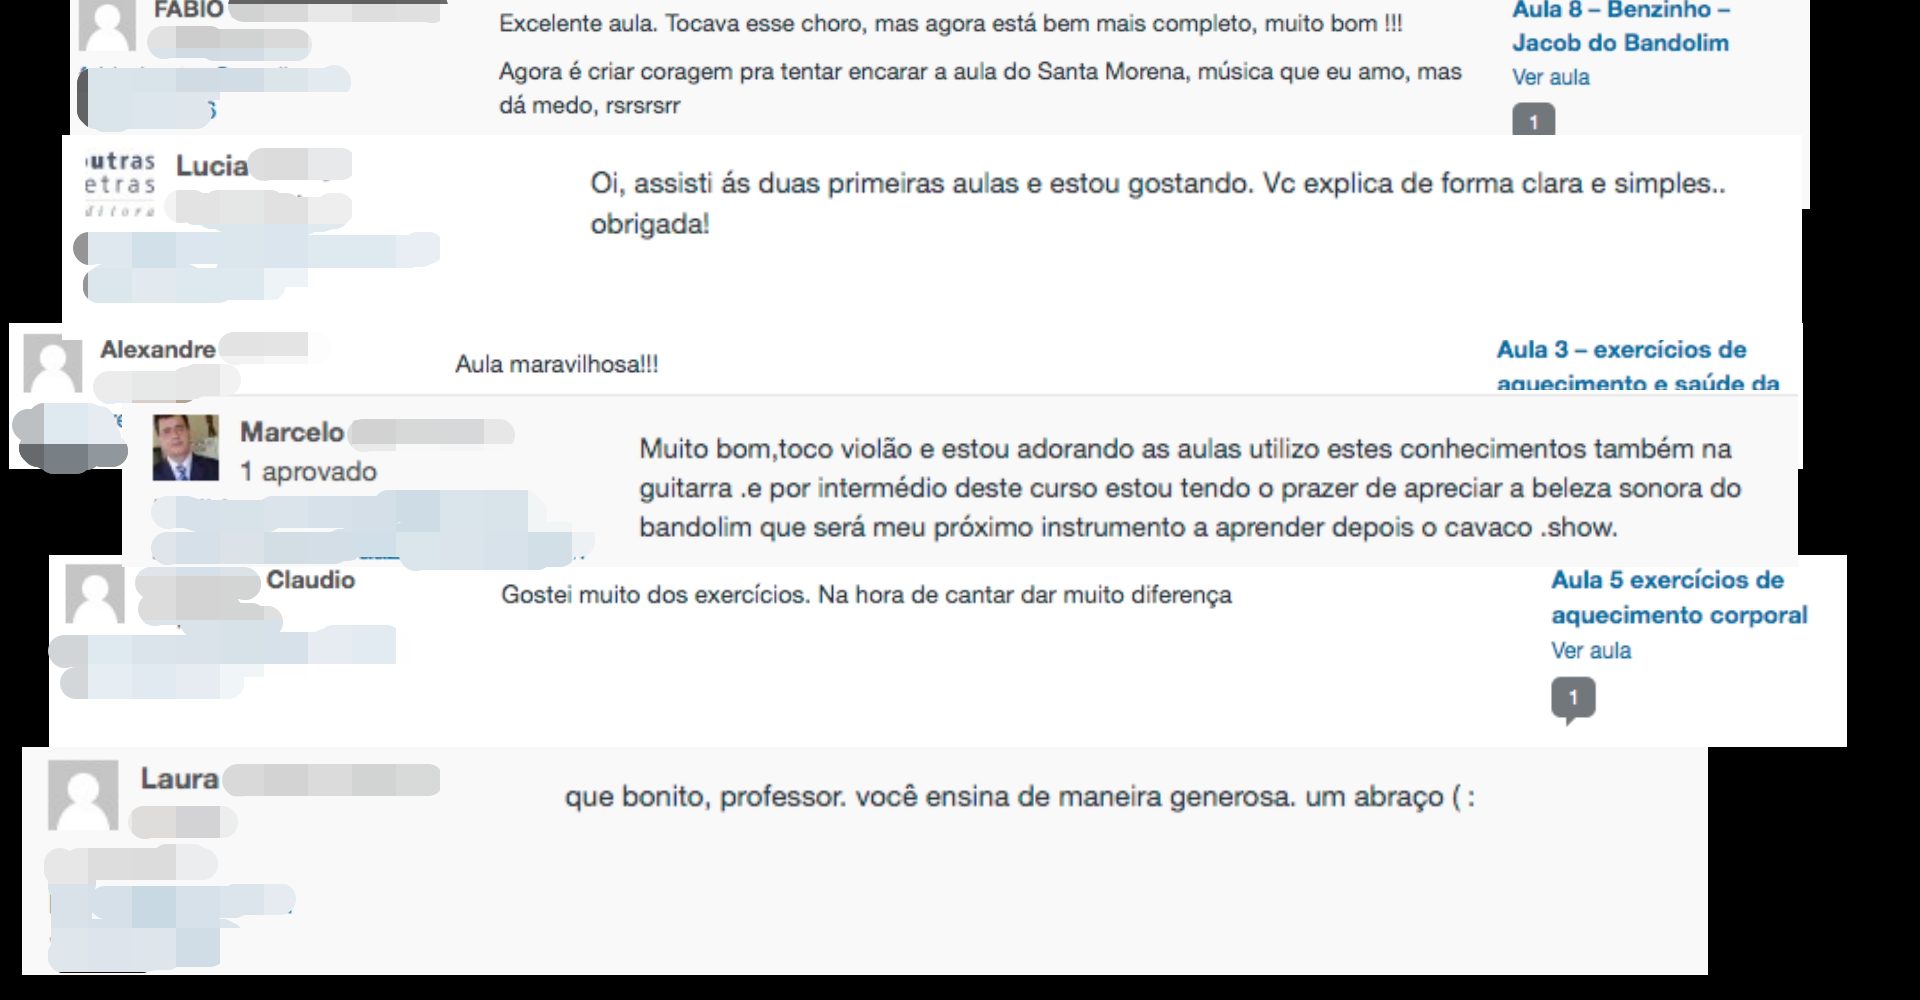 FABIO
Excelente aula. Tocava esse choro, mas agora está bem mais completo, muito bom !!!
Agora é criar coragem pra tentar encarar a aula do Santa Morena, música que eu amo, mas
dá medo, rsrsrsrr
Aula 8 – Benzinho –
Jacob do Bandolim
Ver aula
1
utras
etras
ditora
Lucia
Oi, assisti ás duas primeiras aulas e estou gostando. Vc explica de forma clara e simples..
obrigada!
Alexandre
Aula maravilhosa!!!
Aula 3 – exercícios de
aquecimento e saúde da
Marcelo
1 aprovado
Muito bom,toco violão e estou adorando as aulas utilizo estes conhecimentos também na
guitarra .e por intermédio deste curso estou tendo o prazer de apreciar a beleza sonora do
bandolim que será meu próximo instrumento a aprender depois o cavaco .show.
Claudio
Gostei muito dos exercícios. Na hora de cantar dar muito diferença
Aula 5 exercícios de
aquecimento corporal
Ver aula
1
Laura
que bonito, professor. você ensina de maneira generosa. um abraço ( :